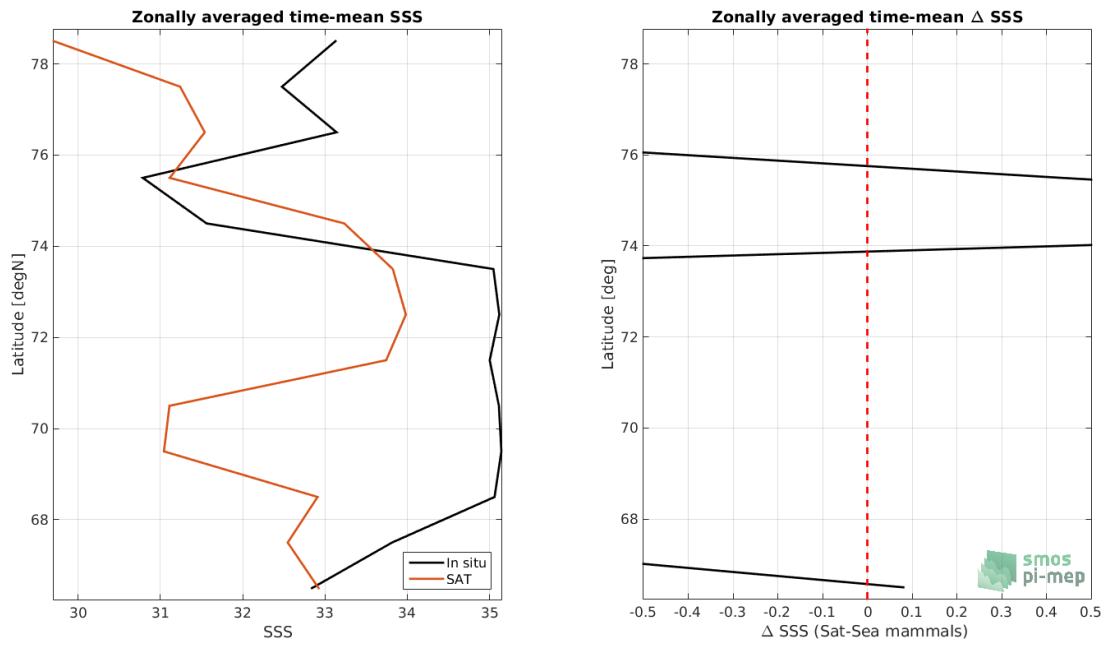 Zonally averaged time-mean SSS
78
76
74
72
70
68
Latitude [degN]
30
31
32
33
34
35
SSS
In situ
SAT
Zonally averaged time-mean Δ SSS
78
76
74
72
70
68
Latitude [deg]
-0.5
-0.4
-0.3
-0.2
-0.1
0
0.1
0.2
0.3
0.4
0.5
Δ SSS (Sat-Sea mammals)
smos
pi-mep